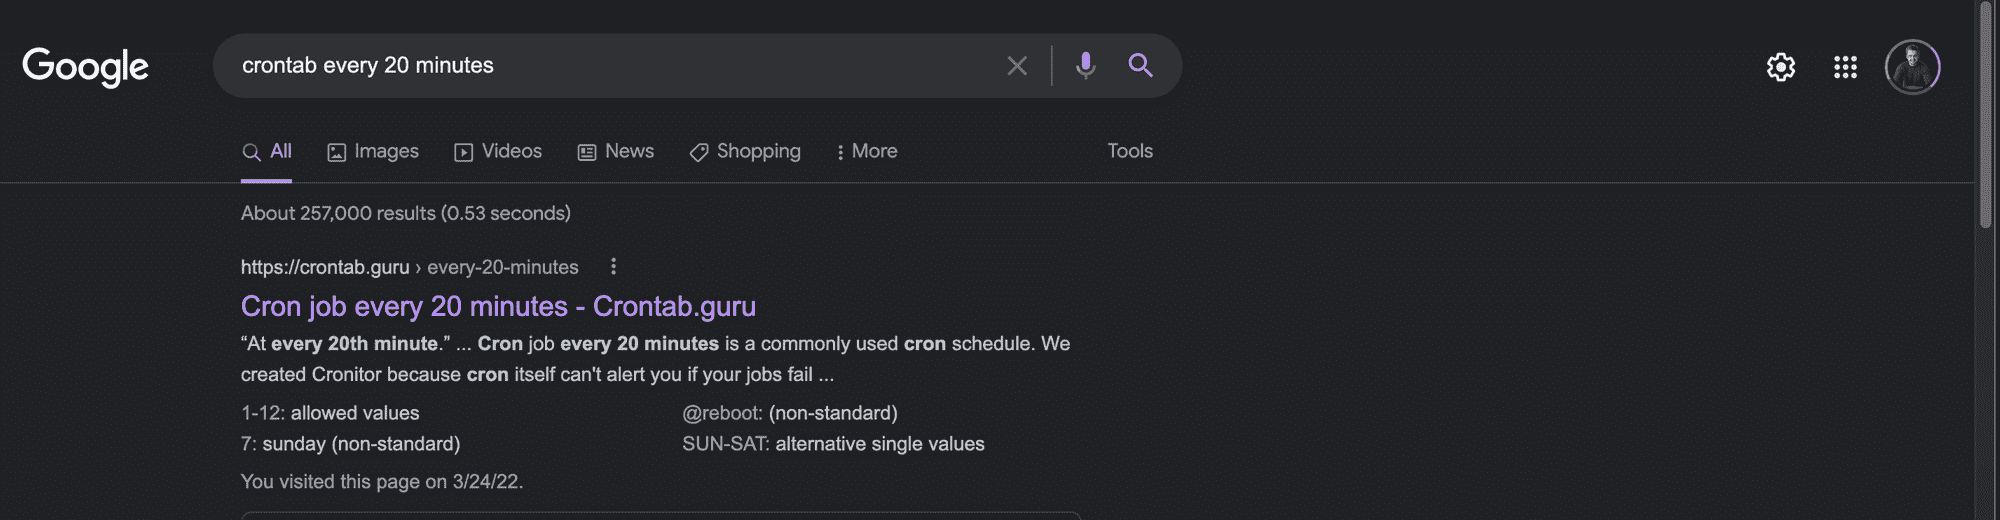 Google
crontab every 20 minutes
All Images Videos News Shopping More Tools
About 257,000 results (0.53 seconds)
https://crontab.guru › every-20-minutes
Cron job every 20 minutes - Crontab.guru
“At every 20th minute.” ... Cron job every 20 minutes is a commonly used cron schedule. We
created Cronitor because cron itself can't alert you if your jobs fail ...
1-12: allowed values @reboot: (non-standard)
7: sunday (non-standard) SUN-SAT: alternative single values
You visited this page on 3/24/22.